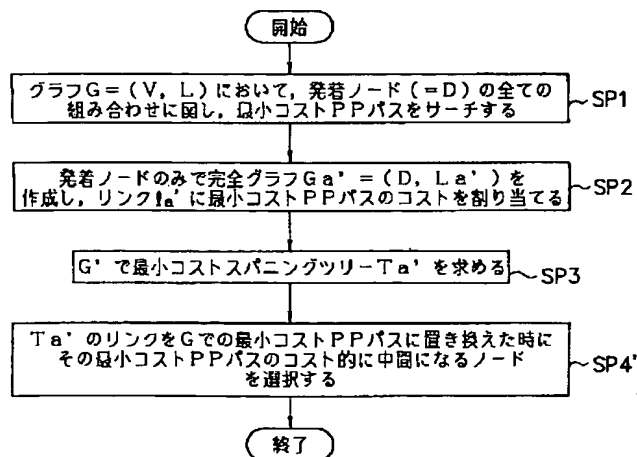 開始
グラフG=(V,L)において,発着ノード(=D)の全ての
組み合わせに関し,最小コストPPパスをサーチする
SP1
発着ノードのみで完全グラフGa'=(D,La')を
作成し,リンクℓa'に最小コストPPパスのコストを割り当てる
SP2
G'で最小コストスパニングツリーTa'を求める
SP3
Ta'のリンクをGでの最小コストPPパスに置き換えた時に
その最小コストPPパスのコスト的に中間になるノード
を選択する
SP4'
終了